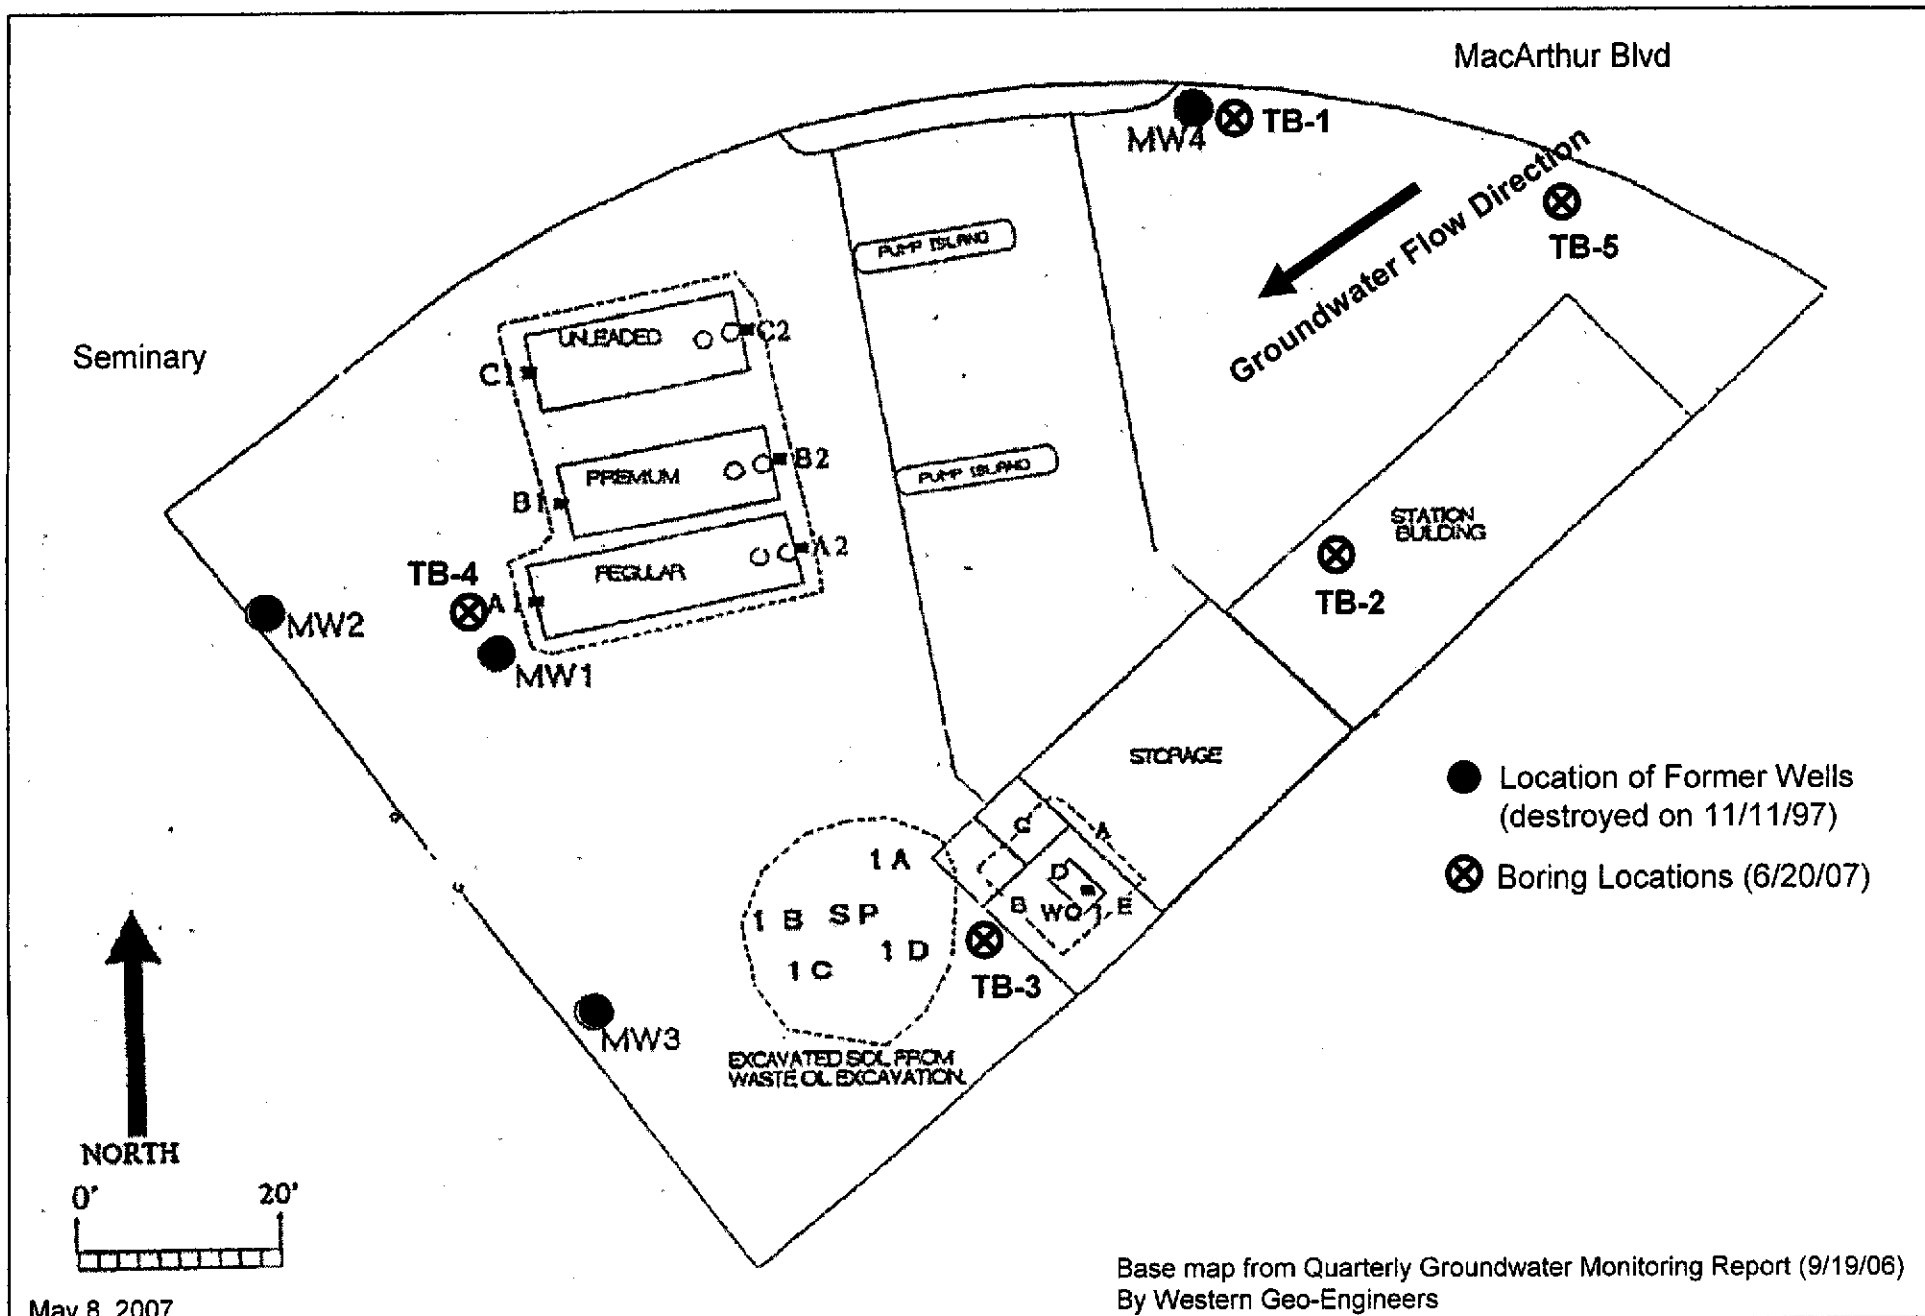 MacArthur Blvd
MW4
TB-1
Groundwater Flow Direction
TB-5
PUMP ISLAND
Seminary
UNLEADED
C1
C2
PREMIUM
B1
B2
PUMP ISLAND
STATION
BUILDING
TB-4
REGULAR
A1
A2
TB-2
MW2
MW1
STORAGE
Location of Former Wells
(destroyed on 11/11/97)
Boring Locations (6/20/07)
C
A
D
B
WO 1
E
1 A
1 B
SP
1 D
1 C
TB-3
MW3
EXCAVATED SOIL FROM
WASTE OIL EXCAVATION.
NORTH
0'
20'
Base map from Quarterly Groundwater Monitoring Report (9/19/06)
By Western Geo-Engineers
May 8, 2007